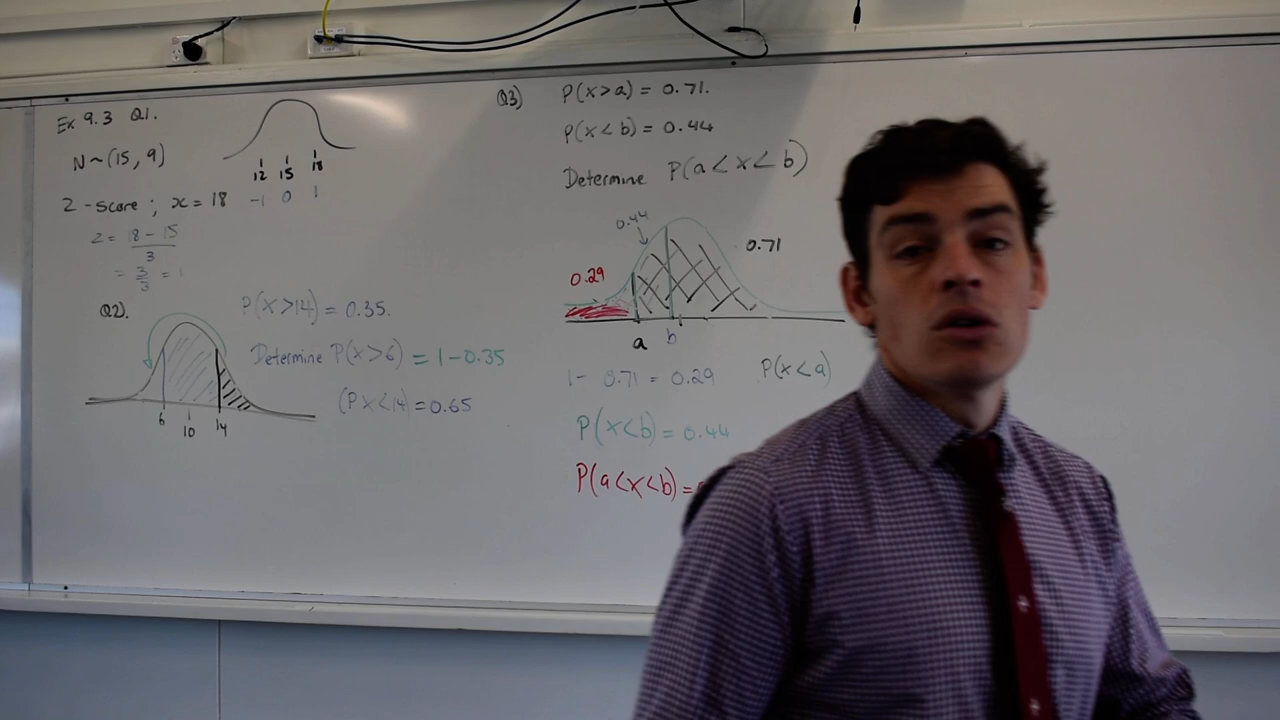 Ex 9.3 Q1.
N~(15, 9)
12 15 18
Z-score ; x = 18 -1 0 1
Z = 18 - 15
3
= 3 = 1
3
Q2).
P(X>14) = 0.35.
Determine P(X>6) = 1-0.35
(PX<14) = 0.65
6 10 14
Q3) P(x>a) = 0.71.
P(x<b) = 0.44
Determine P(a<x<b)
0.44
0.71
0.29
a b
1- 0.71 = 0.29 P(x<a)
P(x<b) = 0.44
P(a<x<b) =